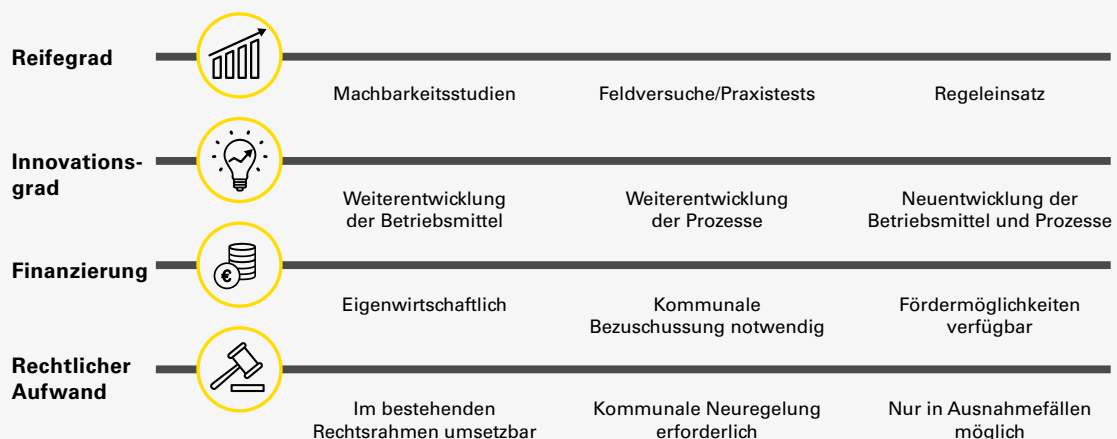 Reifegrad
Machbarkeitsstudien
Feldversuche/Praxistests
Regeleinsatz
Innovations-
grad
Weiterentwicklung
der Betriebsmittel
Weiterentwicklung
der Prozesse
Neuentwicklung der
Betriebsmittel und Prozesse
Finanzierung
€
Eigenwirtschaftlich
Kommunale
Bezuschussung notwendig
Fördermöglichkeiten
verfügbar
Rechtlicher
Aufwand
Im bestehenden
Rechtsrahmen umsetzbar
Kommunale Neuregelung
erforderlich
Nur in Ausnahmefällen
möglich